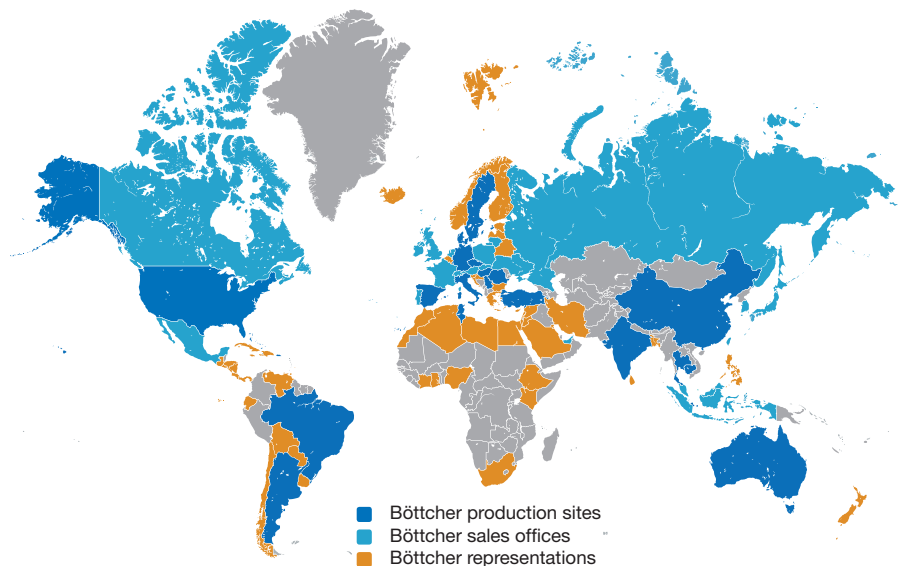 Böttcher production sites
Böttcher sales offices
Böttcher representations